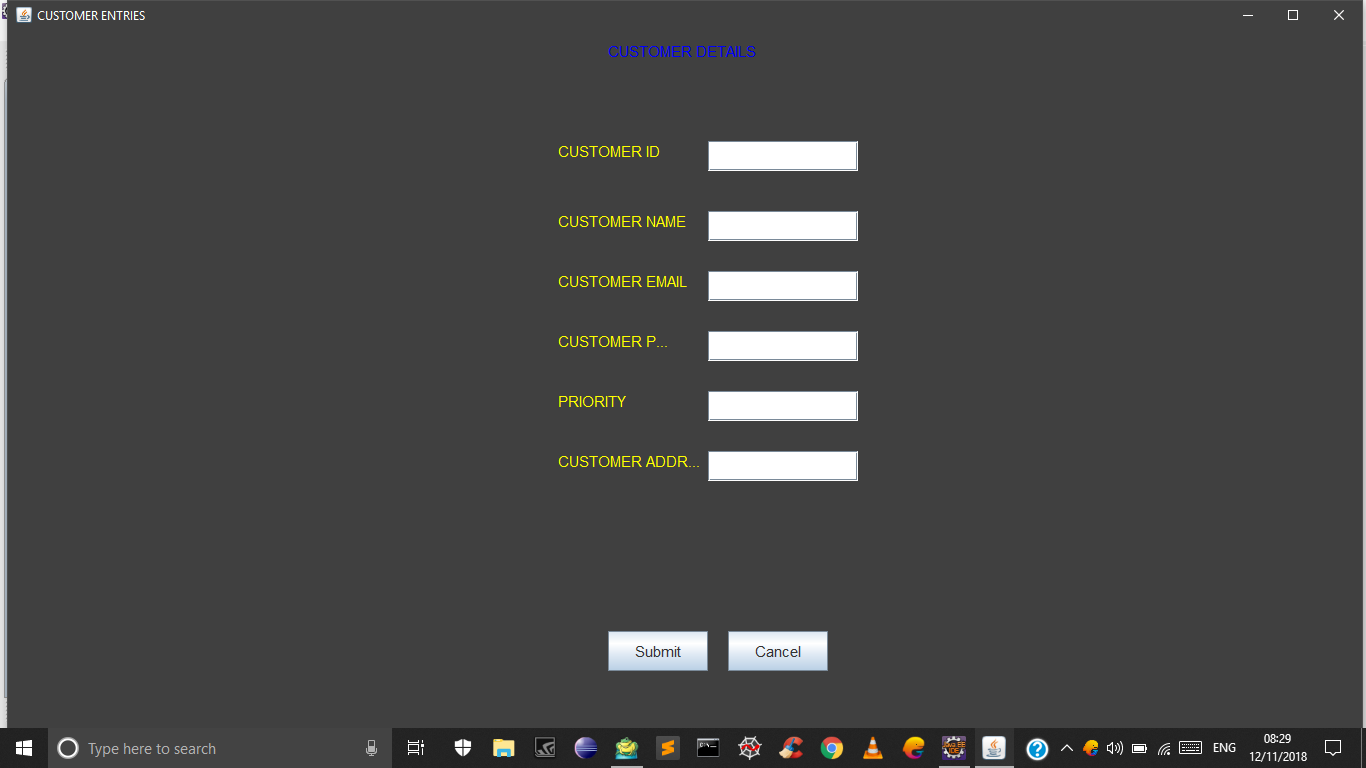 CUSTOMER ENTRIES
CUSTOMER DETAILS
CUSTOMER ID
CUSTOMER NAME
CUSTOMER EMAIL
CUSTOMER P...
PRIORITY
CUSTOMER ADDR...
Submit Cancel
Type here to search
ENG
08:29
12/11/2018